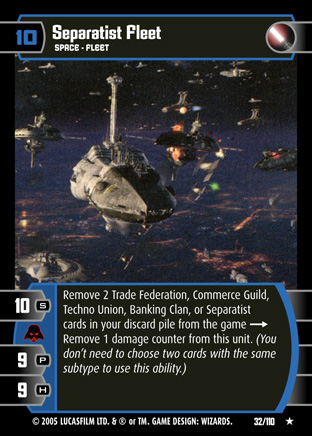 10
Separatist Fleet
SPACE - FLEET
10 S
9 P
9 H
Remove 2 Trade Federation, Commerce Guild,
Techno Union, Banking Clan, or Separatist
cards in your discard pile from the game →
Remove 1 damage counter from this unit. (You
don't need to choose two cards with the same
subtype to use this ability.)
© 2005 LUCASFILM LTD. & ® or TM. GAME DESIGN: WIZARDS.
32/110 ★